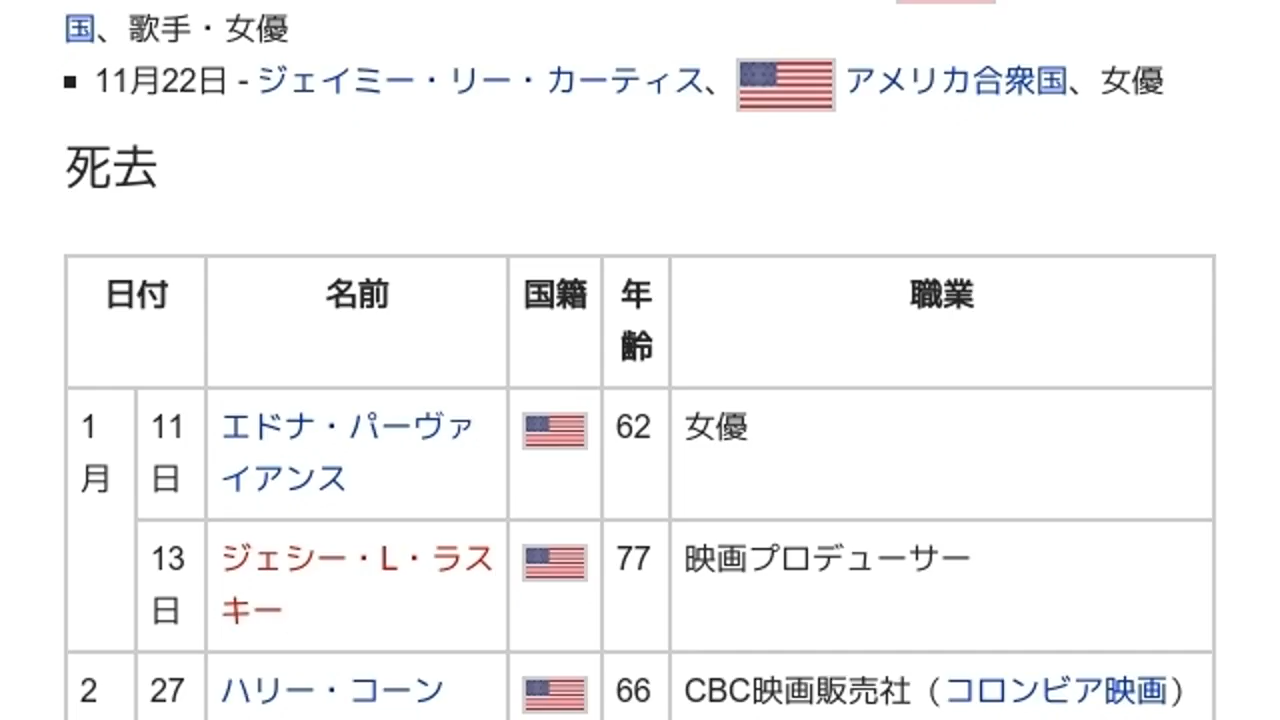 国、歌手・女優
■ 11月22日 - ジェイミー・リー・カーティス、 アメリカ合衆国、女優
死去
日付 名前 国籍 年 職業
齢
1 11 エドナ・パーヴァ 62 女優
月 日 イアンス
13 ジェシー・L・ラス 77 映画プロデューサー
日 キー
2 27 ハリー・コーン 66 CBC映画販売社（コロンビア映画）